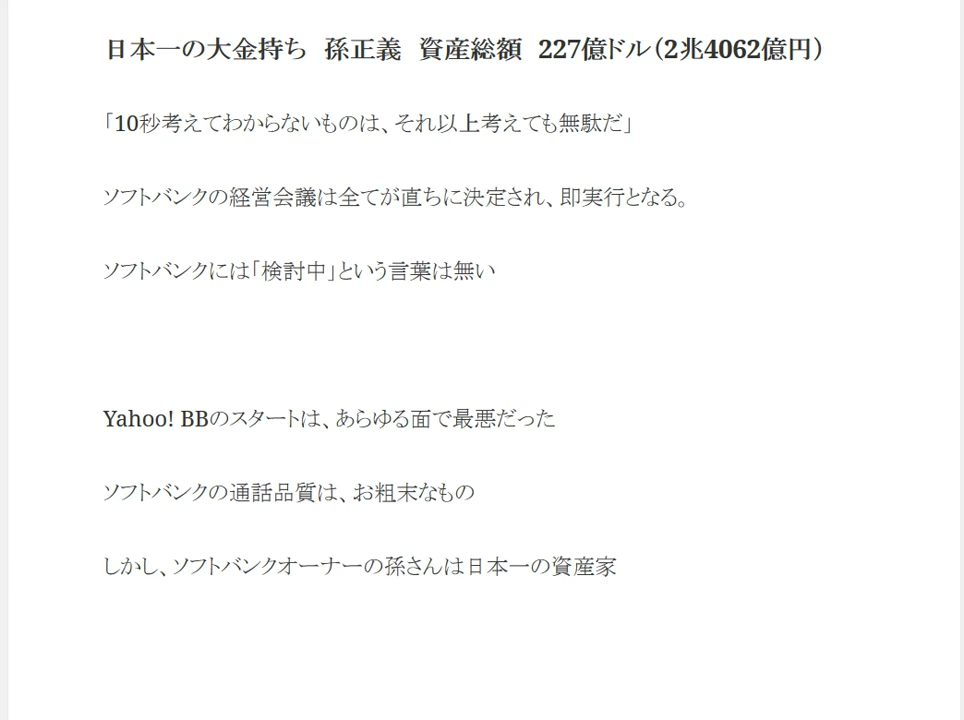 日本一の大金持ち　孫正義　資産総額　227億ドル（2兆4062億円）
「10秒考えてわからないものは、それ以上考えても無駄だ」
ソフトバンクの経営会議は全てが直ちに決定され、即実行となる。
ソフトバンクには「検討中」という言葉は無い
Yahoo! BBのスタートは、あらゆる面で最悪だった
ソフトバンクの通話品質は、お粗末なもの
しかし、ソフトバンクオーナーの孫さんは日本一の資産家